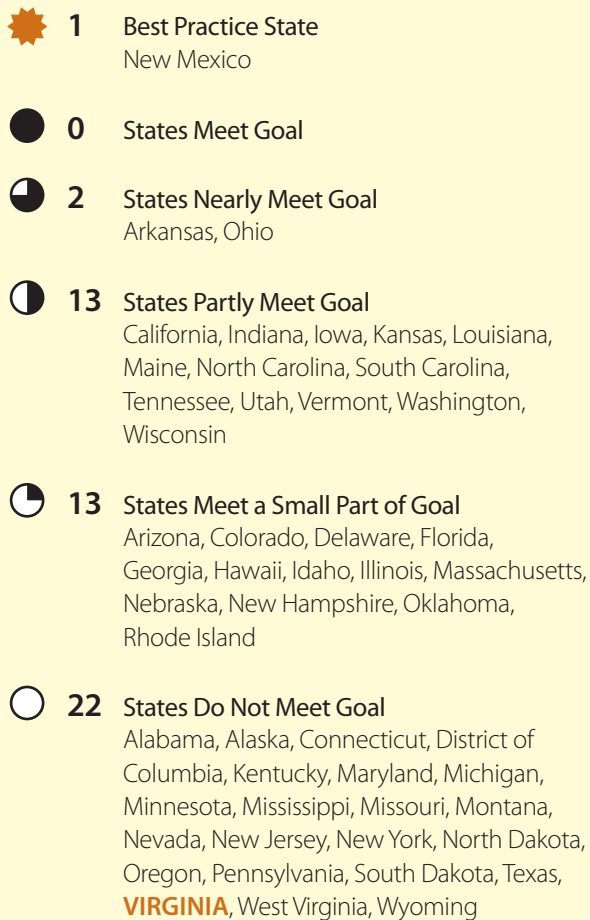 1 Best Practice State
New Mexico
0 States Meet Goal
2 States Nearly Meet Goal
Arkansas, Ohio
13 States Partly Meet Goal
California, Indiana, Iowa, Kansas, Louisiana,
Maine, North Carolina, South Carolina,
Tennessee, Utah, Vermont, Washington,
Wisconsin
13 States Meet a Small Part of Goal
Arizona, Colorado, Delaware, Florida,
Georgia, Hawaii, Idaho, Illinois, Massachusetts,
Nebraska, New Hampshire, Oklahoma,
Rhode Island
22 States Do Not Meet Goal
Alabama, Alaska, Connecticut, District of
Columbia, Kentucky, Maryland, Michigan,
Minnesota, Mississippi, Missouri, Montana,
Nevada, New Jersey, New York, North Dakota,
Oregon, Pennsylvania, South Dakota, Texas,
VIRGINIA, West Virginia, Wyoming